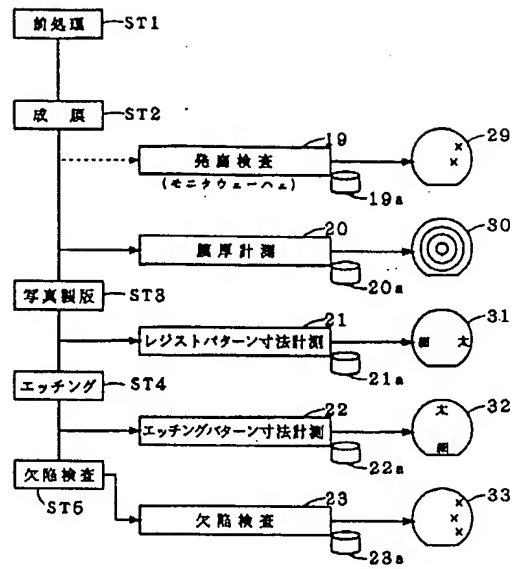 前処理
ST1
成膜
ST2
19
発塵検査
(モニタウェーハ)
19a
29
20
膜厚計測
20a
30
写真製版
ST3
21
レジストパターン寸法計測
21a
細 太
31
エッチング
ST4
22
エッチングパターン寸法計測
22a
太
細
32
欠陥検査
ST5
23
欠陥検査
23a
33